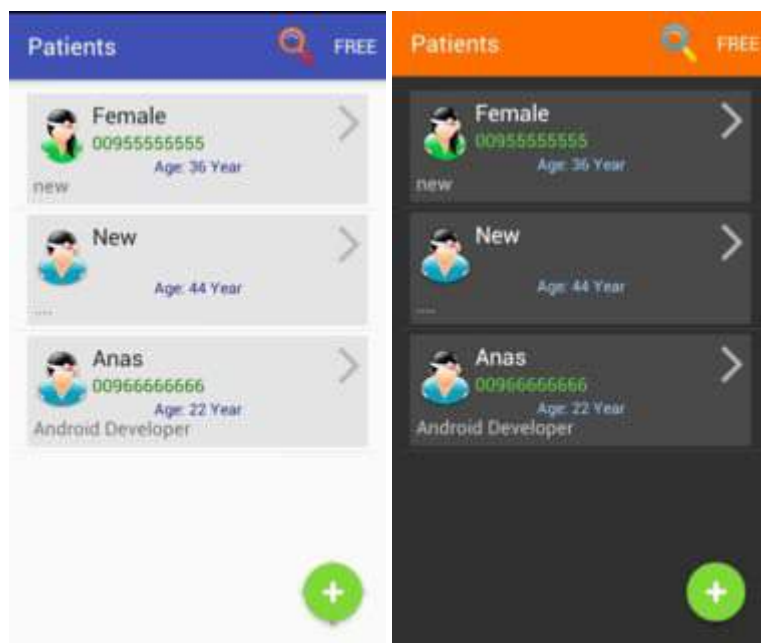 Patients FREE
Female
00955555555
Age: 36 Year
new
New
Age: 44 Year
....
Anas
00966666666
Age: 22 Year
Android Developer
+
Patients FREE
Female
00955555555
Age: 36 Year
new
New
Age: 44 Year
....
Anas
00966666666
Age: 22 Year
Android Developer
+